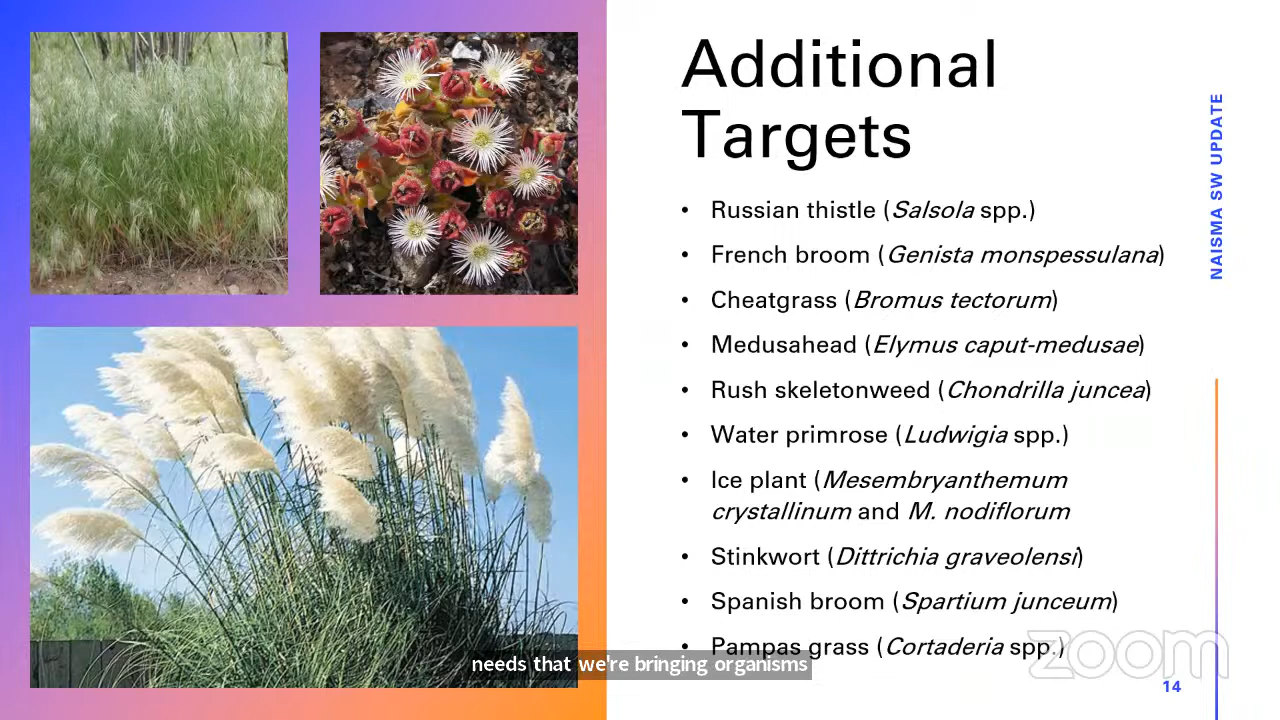 Additional
Targets
• Russian thistle (Salsola spp.)
• French broom (Genista monspessulana)
• Cheatgrass (Bromus tectorum)
• Medusahead (Elymus caput-medusae)
• Rush skeletonweed (Chondrilla juncea)
• Water primrose (Ludwigia spp.)
• Ice plant (Mesembryanthemum
crystallinum and M. nodiflorum
• Stinkwort (Dittrichia graveolensi)
• Spanish broom (Spartium junceum)
• Pampas grass (Cortaderia spp.)
NAISMA SW UPDATE
needs that we're bringing organisms
zoom
14